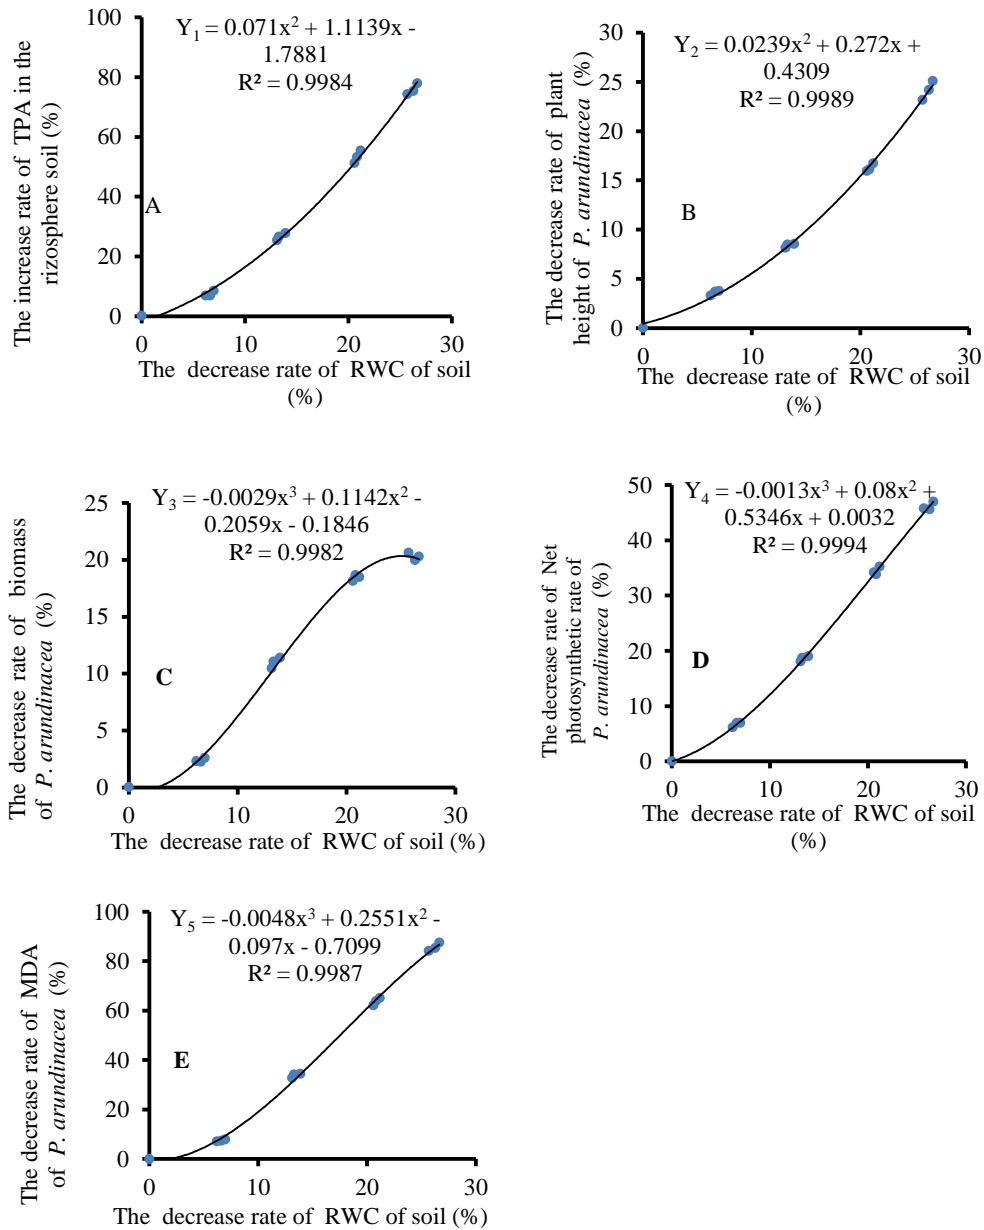 The increase rate of TPA in the
rizosphere soil (%)
100
80
60
40
20
0
Y1 = 0.071x² + 1.1139x -
1.7881
R² = 0.9984
A
0
10
20
30
The decrease rate of RWC of soil
(%)
The decrease rate of plant
height of P. arundinacea (%)
30
25
20
15
10
5
0
Y2 = 0.0239x² + 0.272x +
0.4309
R² = 0.9989
B
0
10
20
30
The decrease rate of RWC of soil
(%)
The decrease rate of biomass
of P. arundinacea (%)
25
20
15
10
5
0
Y3 = -0.0029x³ + 0.1142x² -
0.2059x - 0.1846
R² = 0.9982
C
0
10
20
30
The decrease rate of RWC of soil (%)
The decrease rate of Net
photosynthetic rate of
P. arundinacea (%)
50
40
30
20
10
0
Y4 = -0.0013x³ + 0.08x² +
0.5346x + 0.0032
R² = 0.9994
D
0
10
20
30
The decrease rate of RWC of soil
(%)
The decrease rate of MDA
of P. arundinacea (%)
100
80
60
40
20
0
Y5 = -0.0048x³ + 0.2551x² -
0.097x - 0.7099
R² = 0.9987
E
0
10
20
30
The decrease rate of RWC of soil (%)